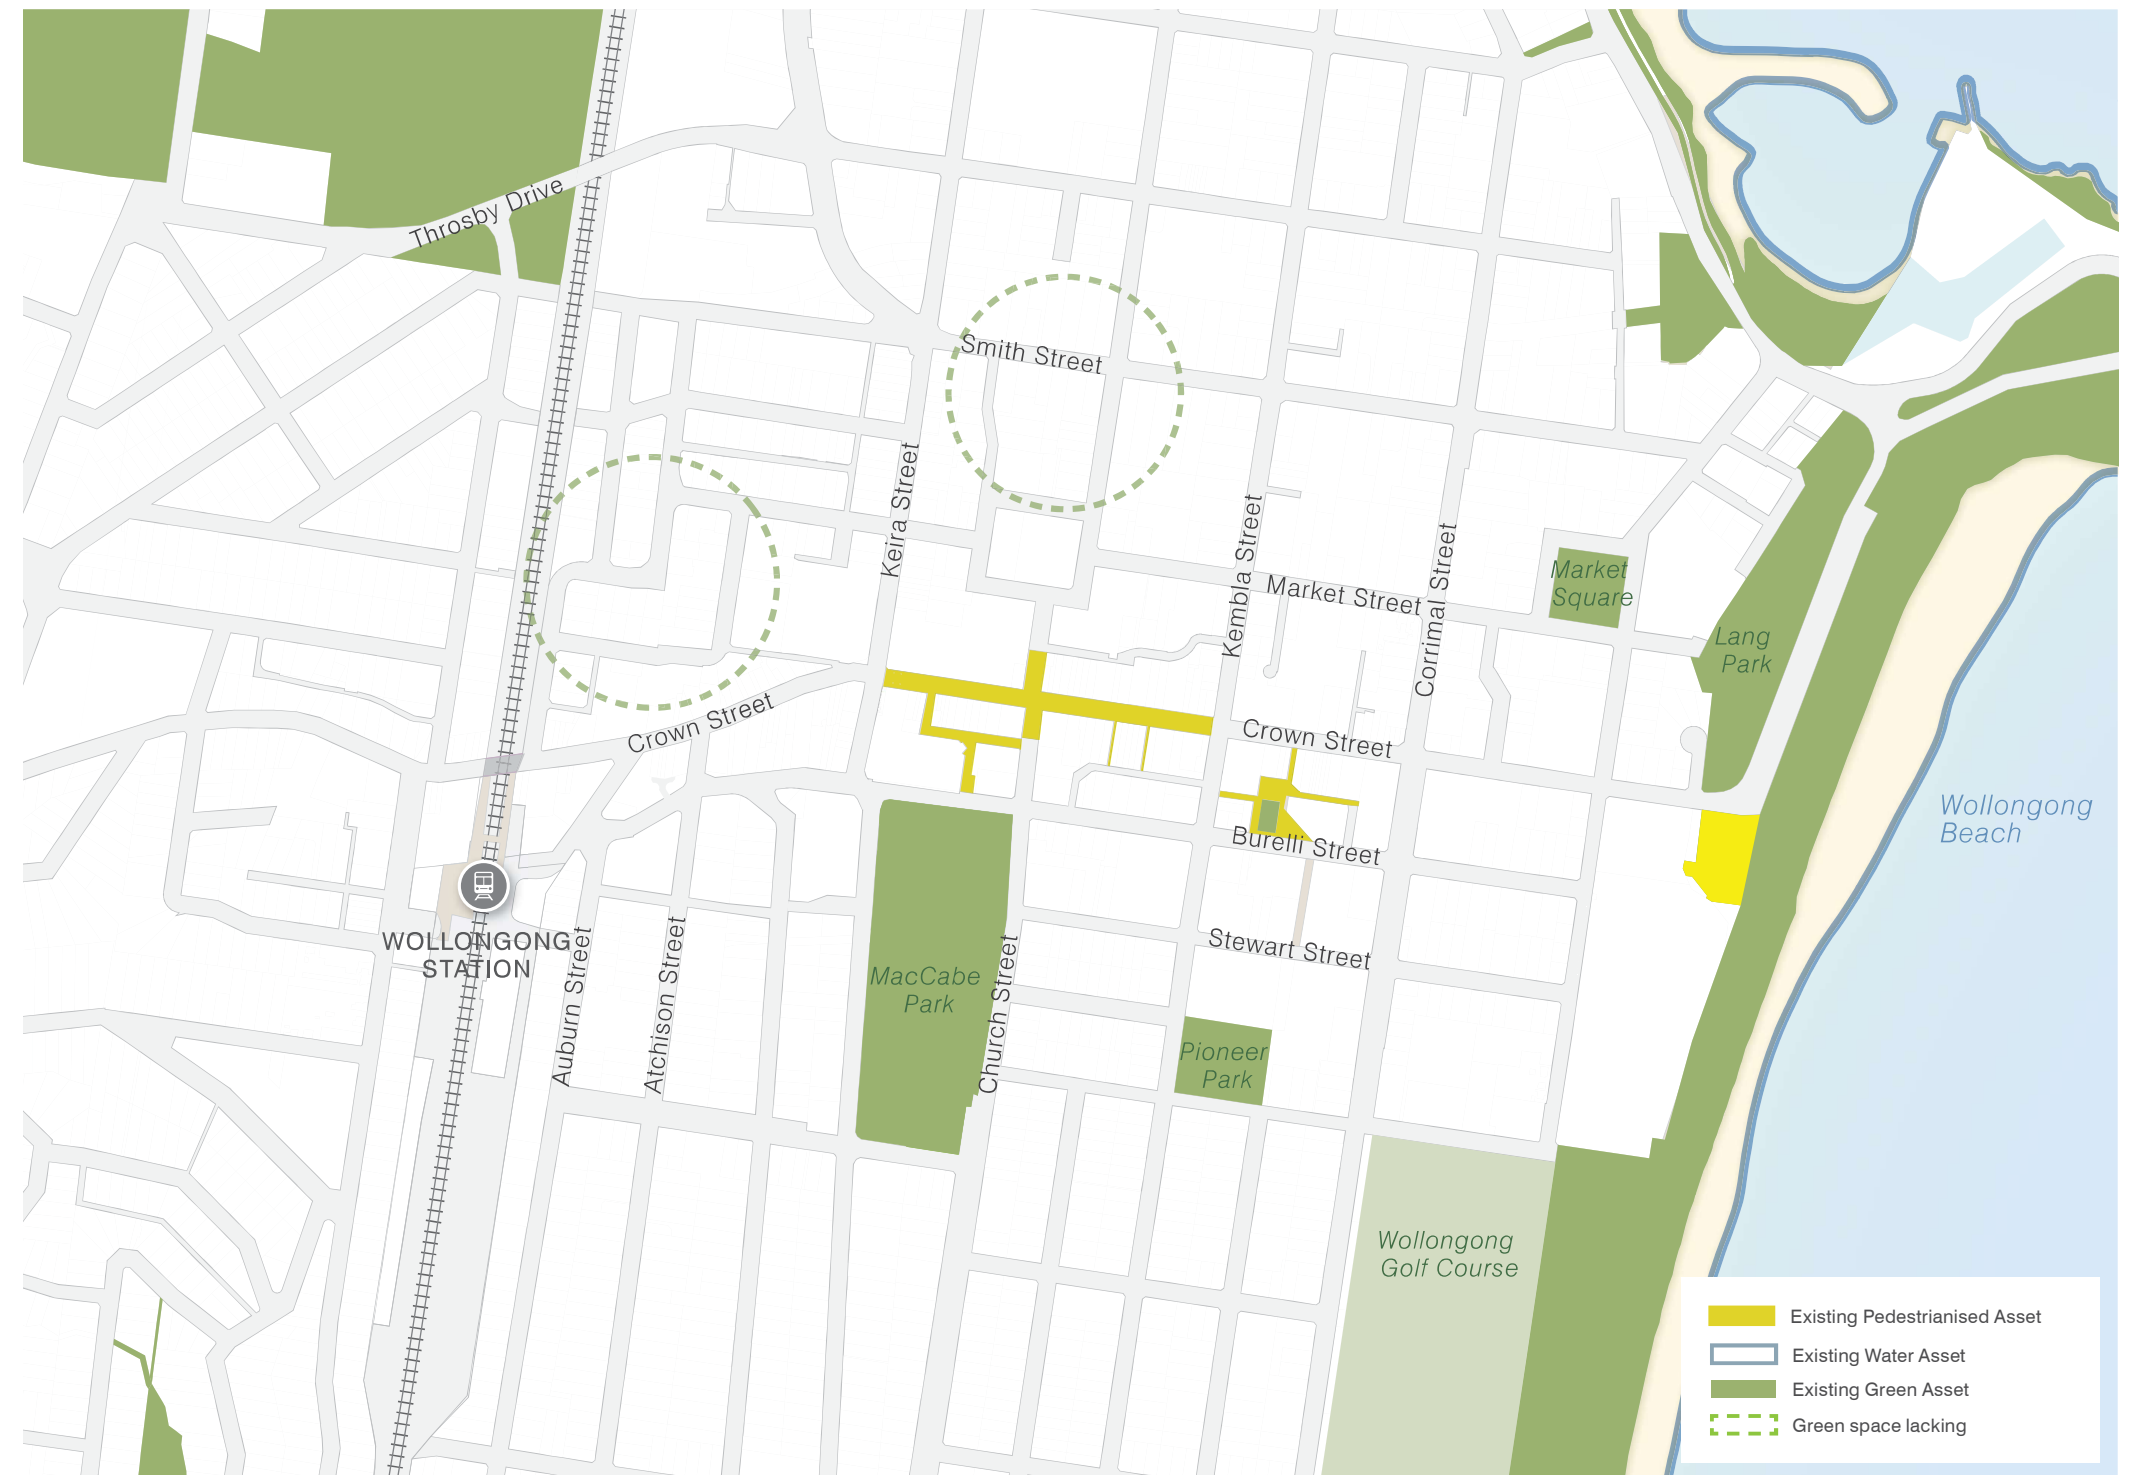 Throsby Drive
Smith Street
Keira Street
Kembla Street
Corrimal Street
Market Street
Market
Square
Lang
Park
Crown Street
Crown Street
Wollongong
Beach
Burelli Street
WOLLONGONG
STATION
Auburn Street
Atchison Street
MacCabe
Park
Church Street
Stewart Street
Pioneer
Park
Wollongong
Golf Course
Existing Pedestrianised Asset
Existing Water Asset
Existing Green Asset
Green space lacking